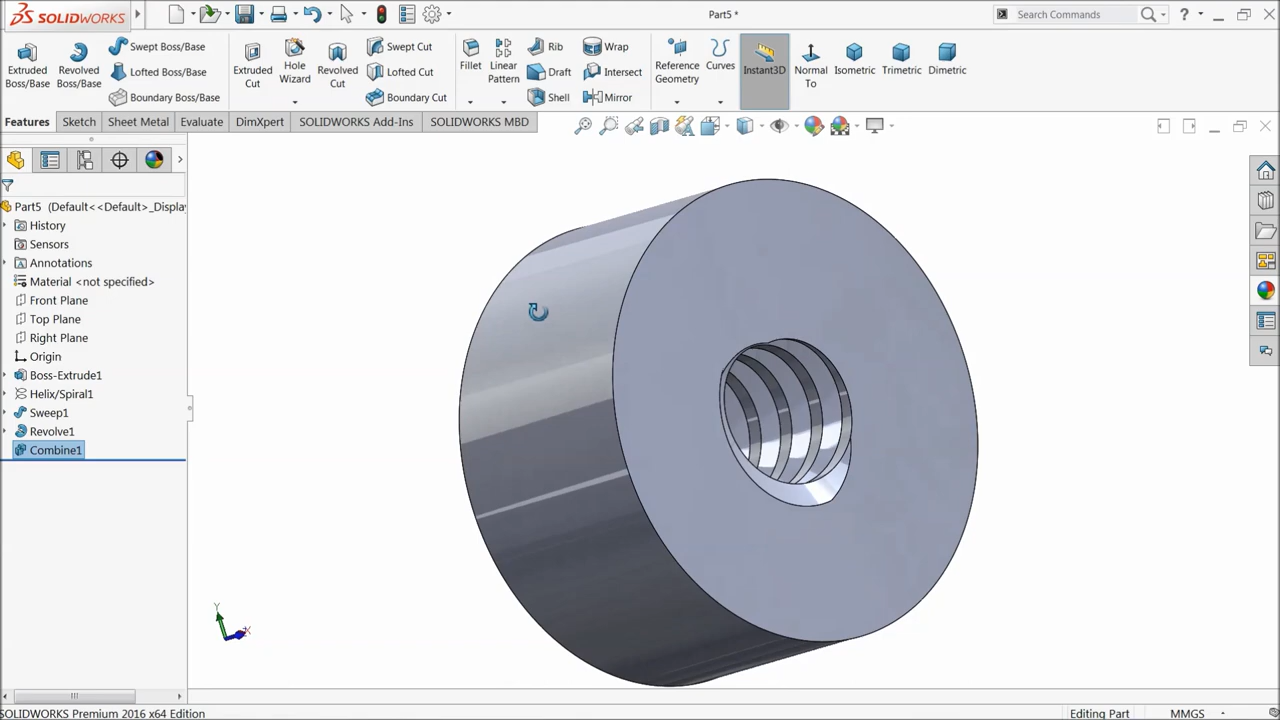 SOLIDWORKS
Part5 *
Search Commands
?
Extruded Boss/Base
Revolved Boss/Base
Swept Boss/Base
Lofted Boss/Base
Boundary Boss/Base
Extruded Cut
Hole Wizard
Revolved Cut
Swept Cut
Lofted Cut
Boundary Cut
Fillet
Linear Pattern
Rib
Draft
Shell
Wrap
Intersect
Mirror
Reference Geometry
Curves
Instant3D
Normal To
Isometric
Trimetric
Dimetric
Features
Sketch
Sheet Metal
Evaluate
DimXpert
SOLIDWORKS Add-Ins
SOLIDWORKS MBD
Part5 (Default<<Default>_Display
History
Sensors
Annotations
Material <not specified>
Front Plane
Top Plane
Right Plane
Origin
Boss-Extrude1
Helix/Spiral1
Sweep1
Revolve1
Combine1
Y
X
SOLIDWORKS Premium 2016 x64 Edition
Editing Part
MMGS